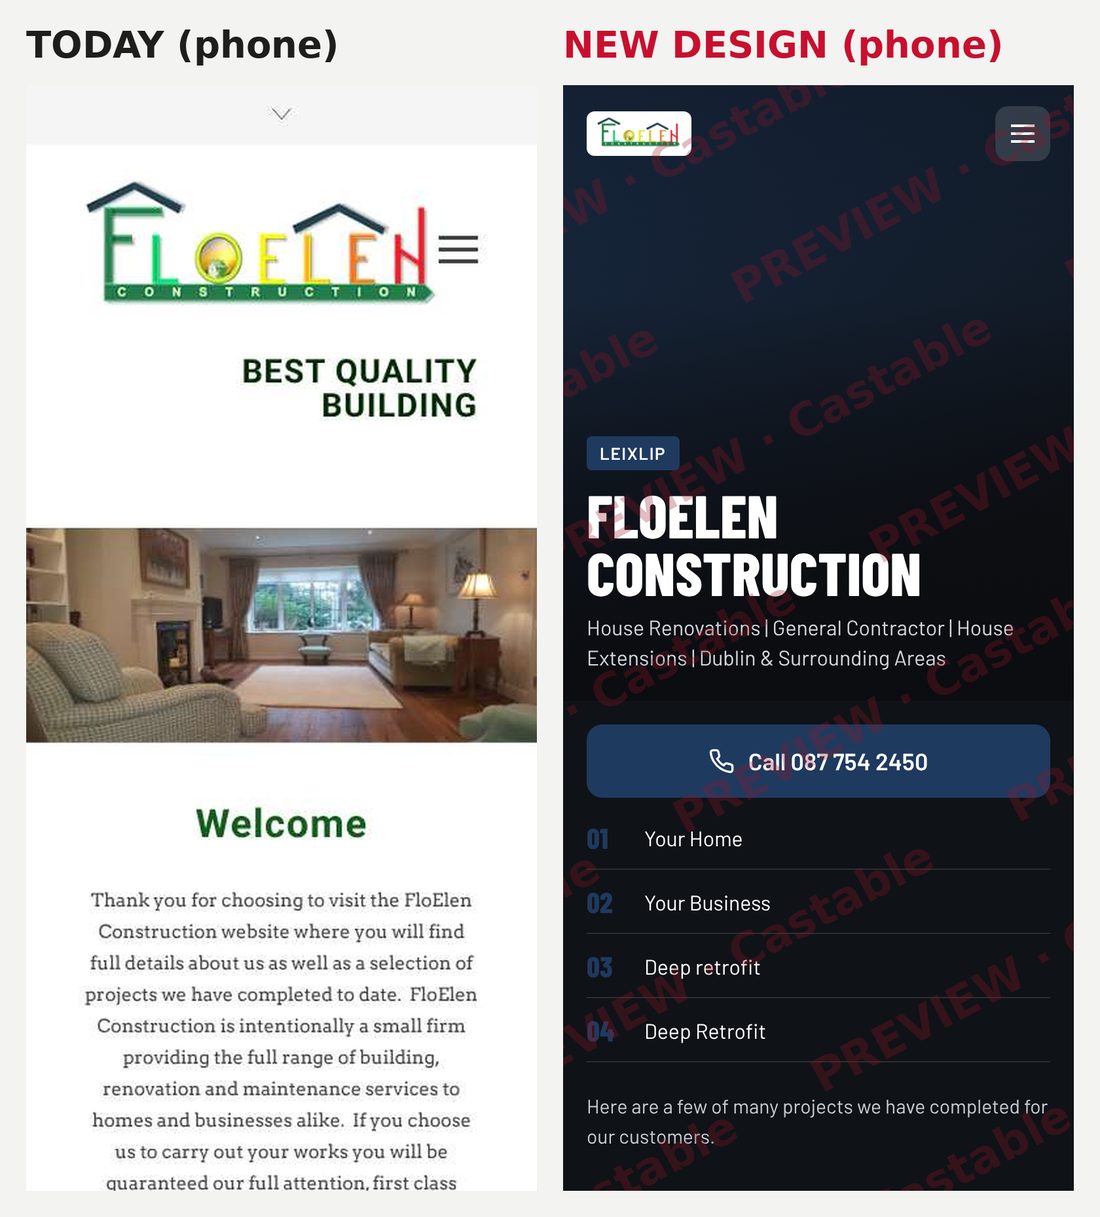 TODAY (phone)
FLOELEN
CONSTRUCTION
BEST QUALITY
BUILDING
Welcome
Thank you for choosing to visit the FloElen
Construction website where you will find
full details about us as well as a selection of
projects we have completed to date.  FloElen
Construction is intentionally a small firm
providing the full range of building,
renovation and maintenance services to
homes and businesses alike.  If you choose
us to carry out your works you will be
guaranteed our full attention, first class
NEW DESIGN (phone)
FLOELEN
CONSTRUCTION
LEIXLIP
FLOELEN
CONSTRUCTION
House Renovations | General Contractor | House
Extensions | Dublin & Surrounding Areas
Call 087 754 2450
01 Your Home
02 Your Business
03 Deep retrofit
04 Deep Retrofit
Here are a few of many projects we have completed for
our customers.
PREVIEW · Castable